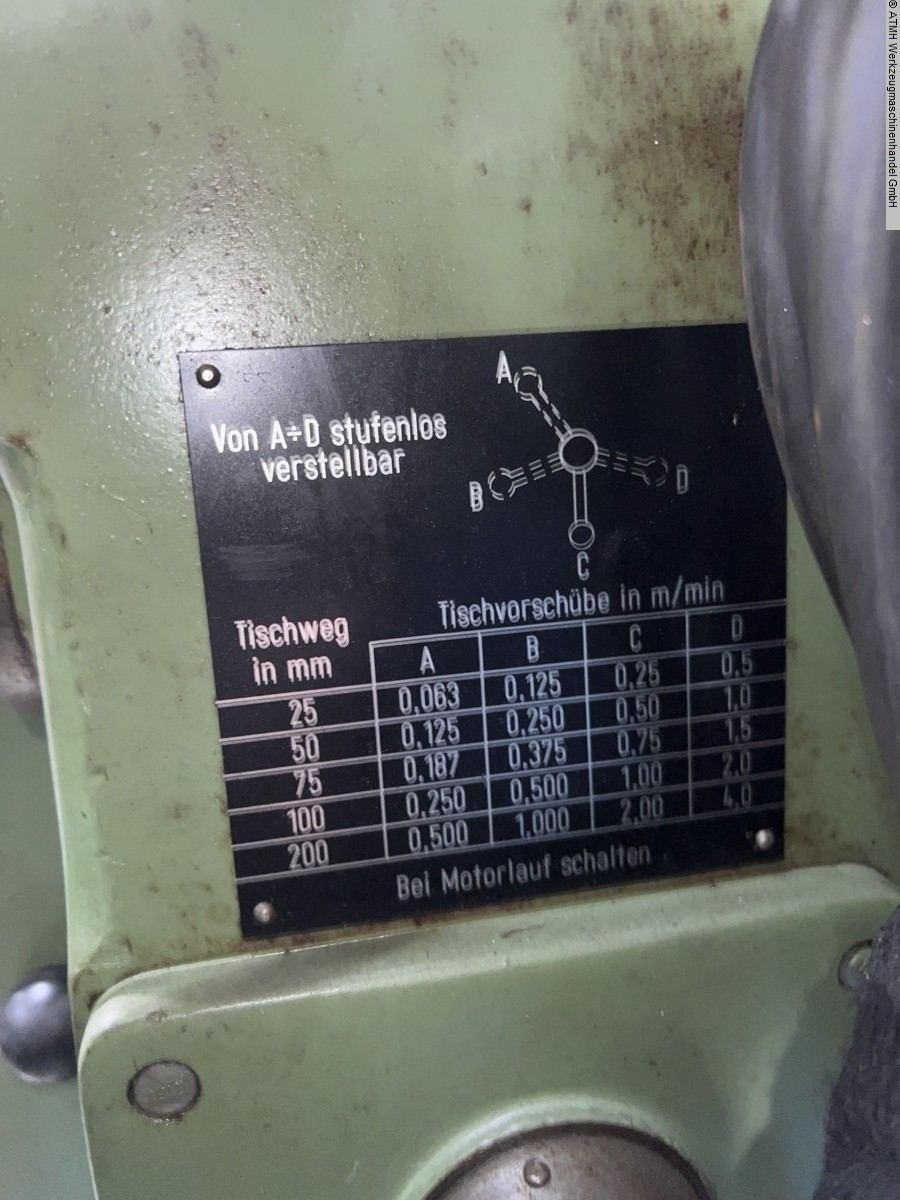 © ATMH Werkzeugmaschinenhandel GmbH
Von A÷D stufenlos
verstellbar
A
B
D
C
Tischweg
in mm
Tischvorschübe in m/min
A B C D
25 0,063 0,125 0,25 0,5
50 0,125 0,250 0,50 1,0
75 0,187 0,375 0,75 1,5
100 0,250 0,500 1,00 2,0
200 0,500 1,000 2,00 4,0
Bei Motorlauf schalten